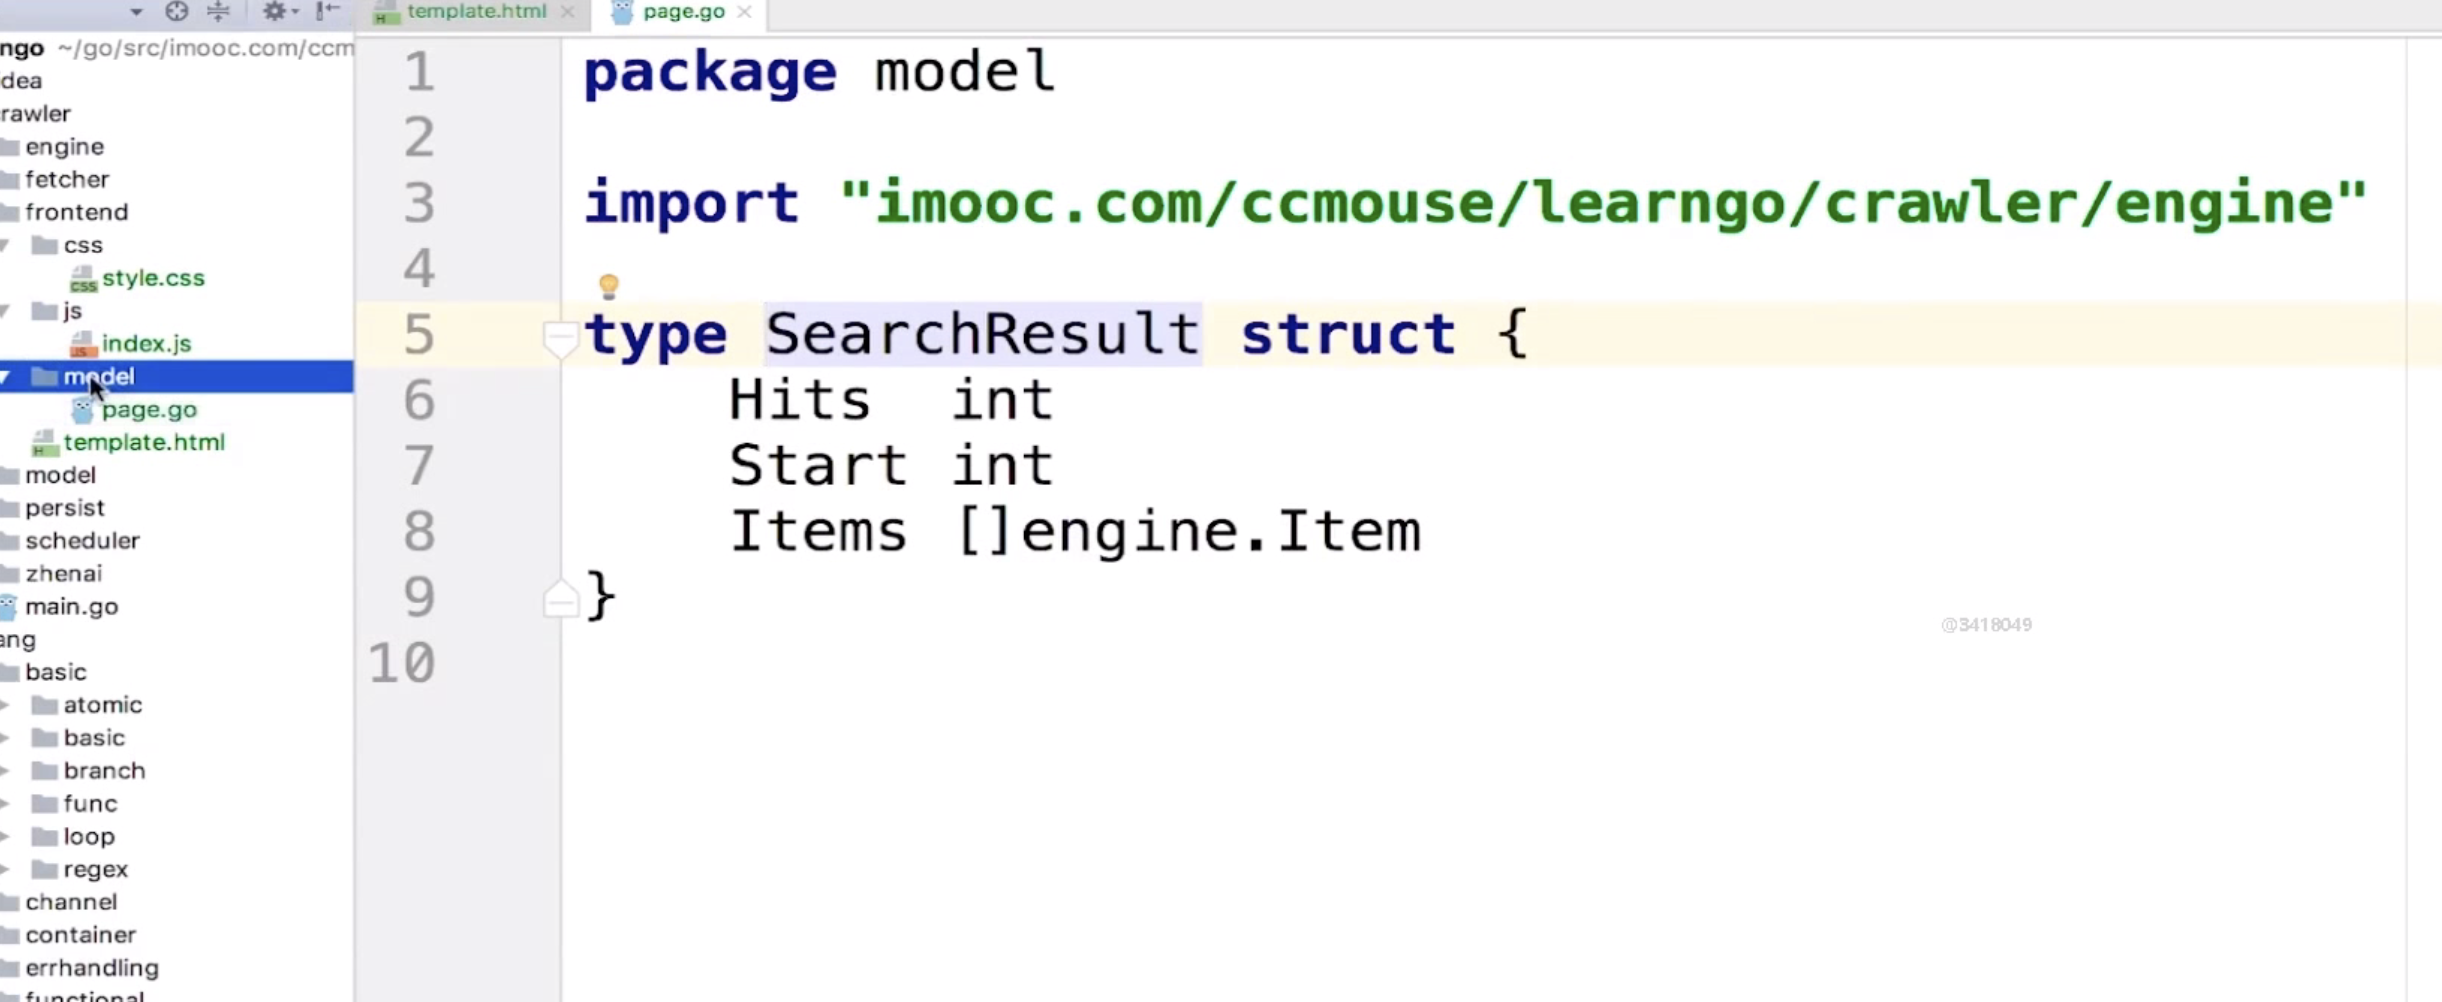 template.html
page.go
ngo ~/go/src/imooc.com/ccm
dea
rawler
engine
fetcher
frontend
css
style.css
js
index.js
model
page.go
template.html
model
persist
scheduler
zhenai
main.go
ang
basic
atomic
basic
branch
func
loop
regex
channel
container
errhandling
functional
1 package model
2
3 import "imooc.com/ccmouse/learngo/crawler/engine"
4
5 type SearchResult struct {
6 Hits int
7 Start int
8 Items []engine.Item
9 }
10
@3418049